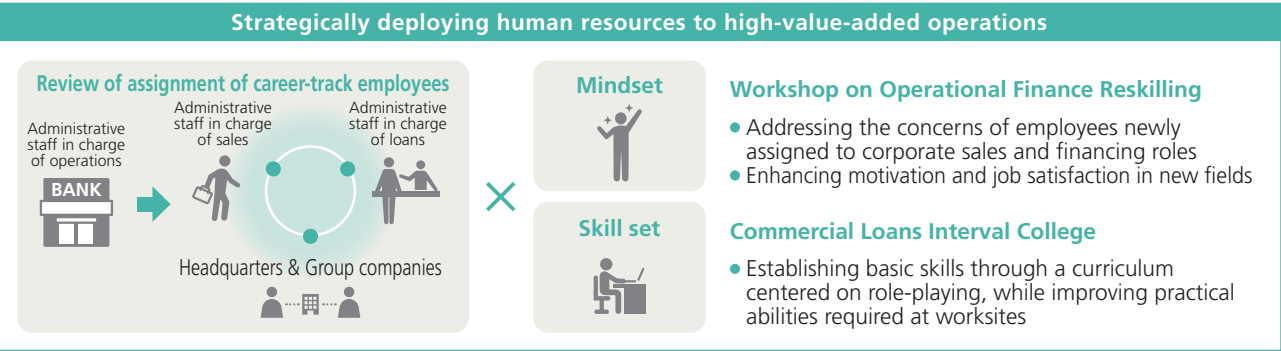 Strategically deploying human resources to high-value-added operations
Review of assignment of career-track employees
Administrative
staff in charge
of operations
BANK
Administrative
staff in charge
of sales
Administrative
staff in charge
of loans
Headquarters & Group companies
×
Mindset
Skill set
Workshop on Operational Finance Reskilling
• Addressing the concerns of employees newly
assigned to corporate sales and financing roles
• Enhancing motivation and job satisfaction in new fields
Commercial Loans Interval College
• Establishing basic skills through a curriculum
centered on role-playing, while improving practical
abilities required at worksites